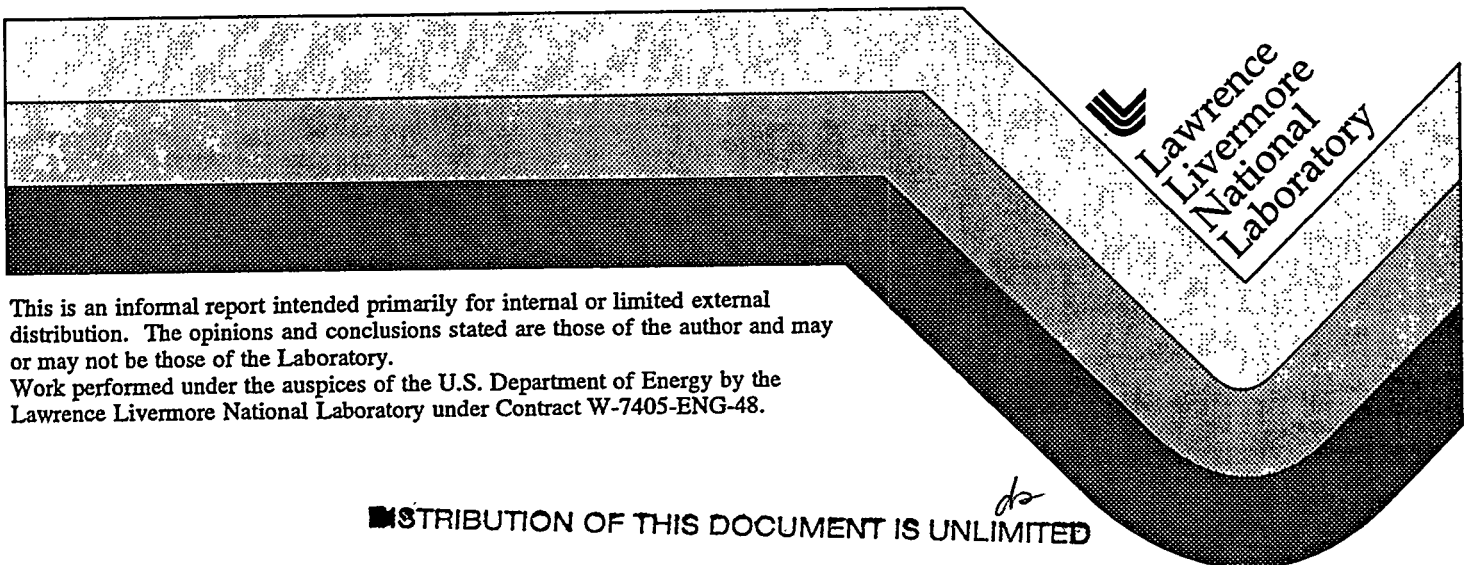 Lawrence
Livermore
National
Laboratory
This is an informal report intended primarily for internal or limited external
distribution. The opinions and conclusions stated are those of the author and may
or may not be those of the Laboratory.
Work performed under the auspices of the U.S. Department of Energy by the
Lawrence Livermore National Laboratory under Contract W-7405-ENG-48.
DISTRIBUTION OF THIS DOCUMENT IS UNLIMITED